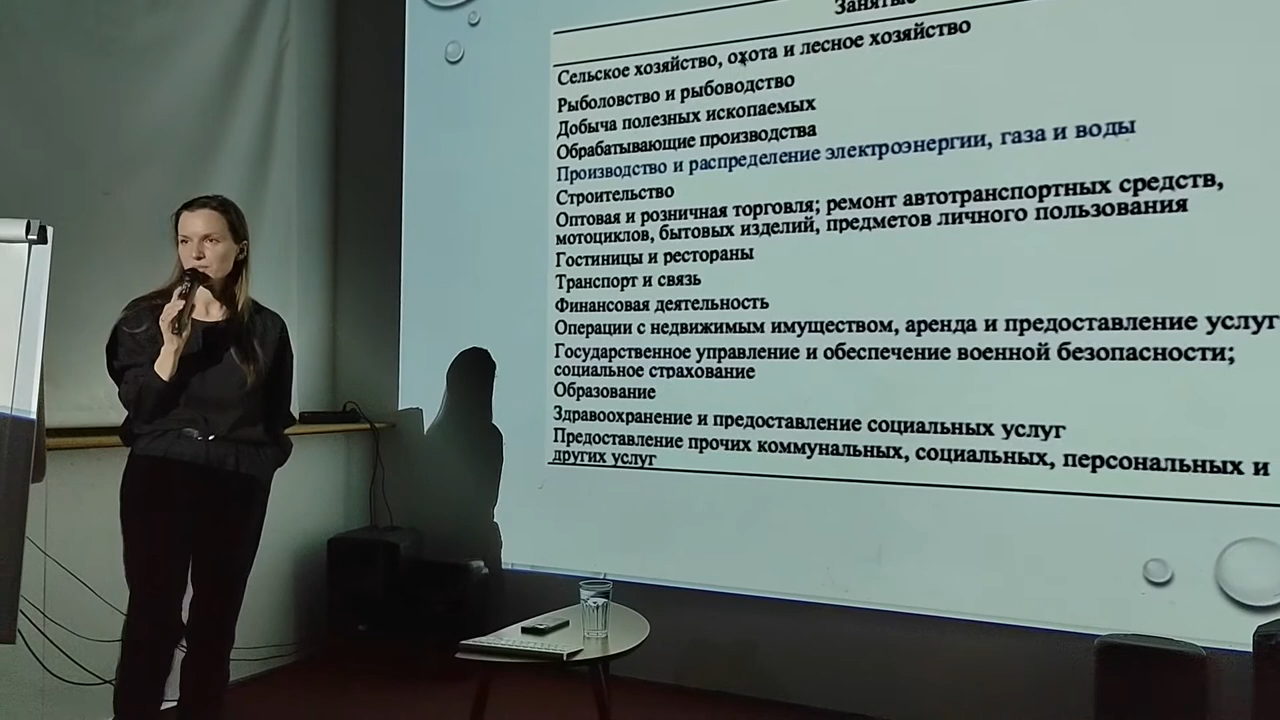 Занятые
Сельское хозяйство, охота и лесное хозяйство
Рыболовство и рыбоводство
Добыча полезных ископаемых
Обрабатывающие производства
Производство и распределение электроэнергии, газа и воды
Строительство
Оптовая и розничная торговля; ремонт автотранспортных средств,
мотоциклов, бытовых изделий, предметов личного пользования
Гостиницы и рестораны
Транспорт и связь
Финансовая деятельность
Операции с недвижимым имуществом, аренда и предоставление услуг
Государственное управление и обеспечение военной безопасности;
социальное страхование
Образование
Здравоохранение и предоставление социальных услуг
Предоставление прочих коммунальных, социальных, персональных и
других услуг